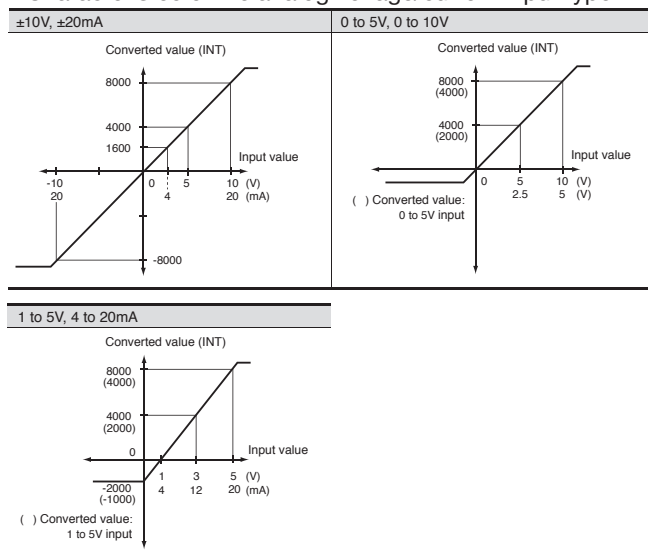 ±10V, ±20mA
Converted value (INT)
8000
4000
1600
Input value
-10 0 5 10 (V)
20 4 20 (mA)
-8000
0 to 5V, 0 to 10V
Converted value (INT)
8000
(4000)
4000
(2000)
Input value
0 5 10 (V)
2.5 5 (V)
( ) Converted value:
0 to 5V input
1 to 5V, 4 to 20mA
Converted value (INT)
8000
(4000)
4000
(2000)
0
Input value
1 3 5 (V)
4 12 20 (mA)
-2000
(-1000)
( ) Converted value:
1 to 5V input